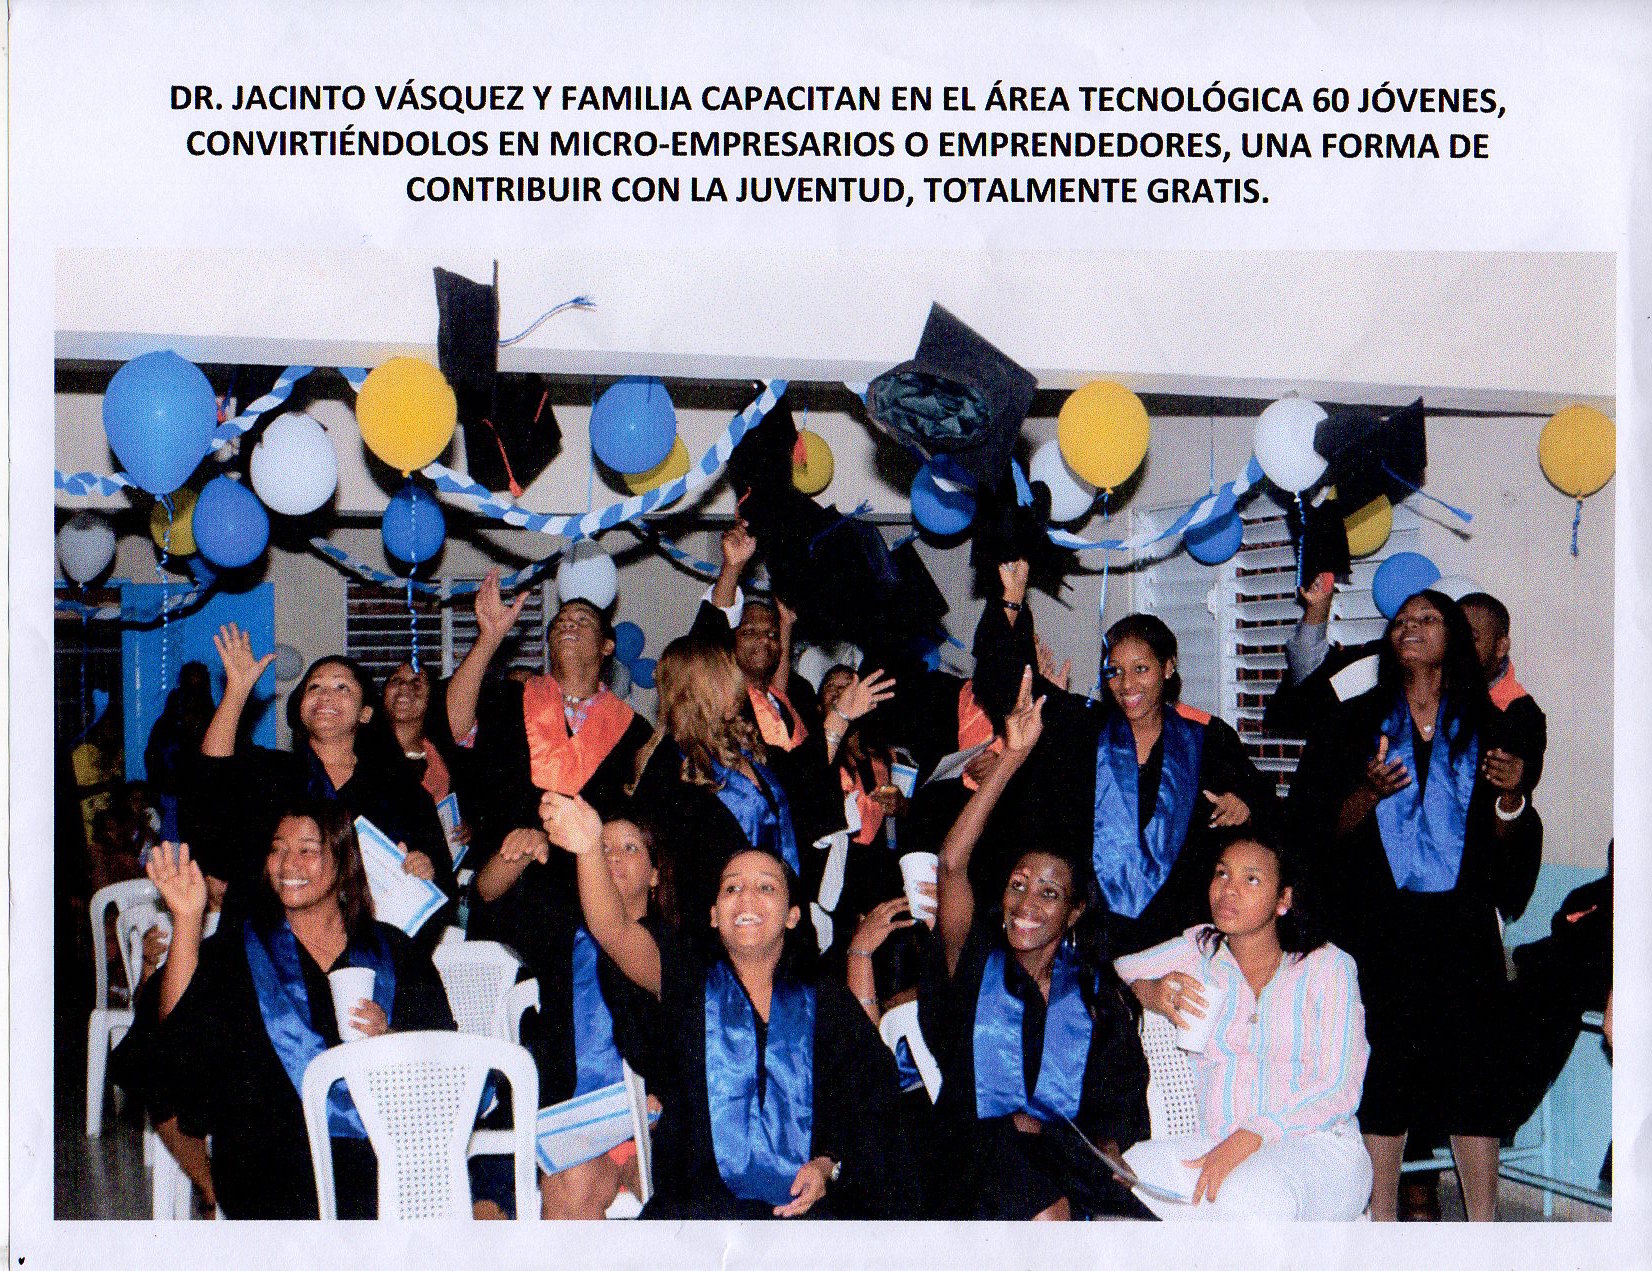 DR. JACINTO VÁSQUEZ Y FAMILIA CAPACITAN EN EL ÁREA TECNOLÓGICA 60 JÓVENES,
CONVIRTIÉNDOLOS EN MICRO-EMPRESARIOS O EMPRENDEDORES, UNA FORMA DE
CONTRIBUIR CON LA JUVENTUD, TOTALMENTE GRATIS.